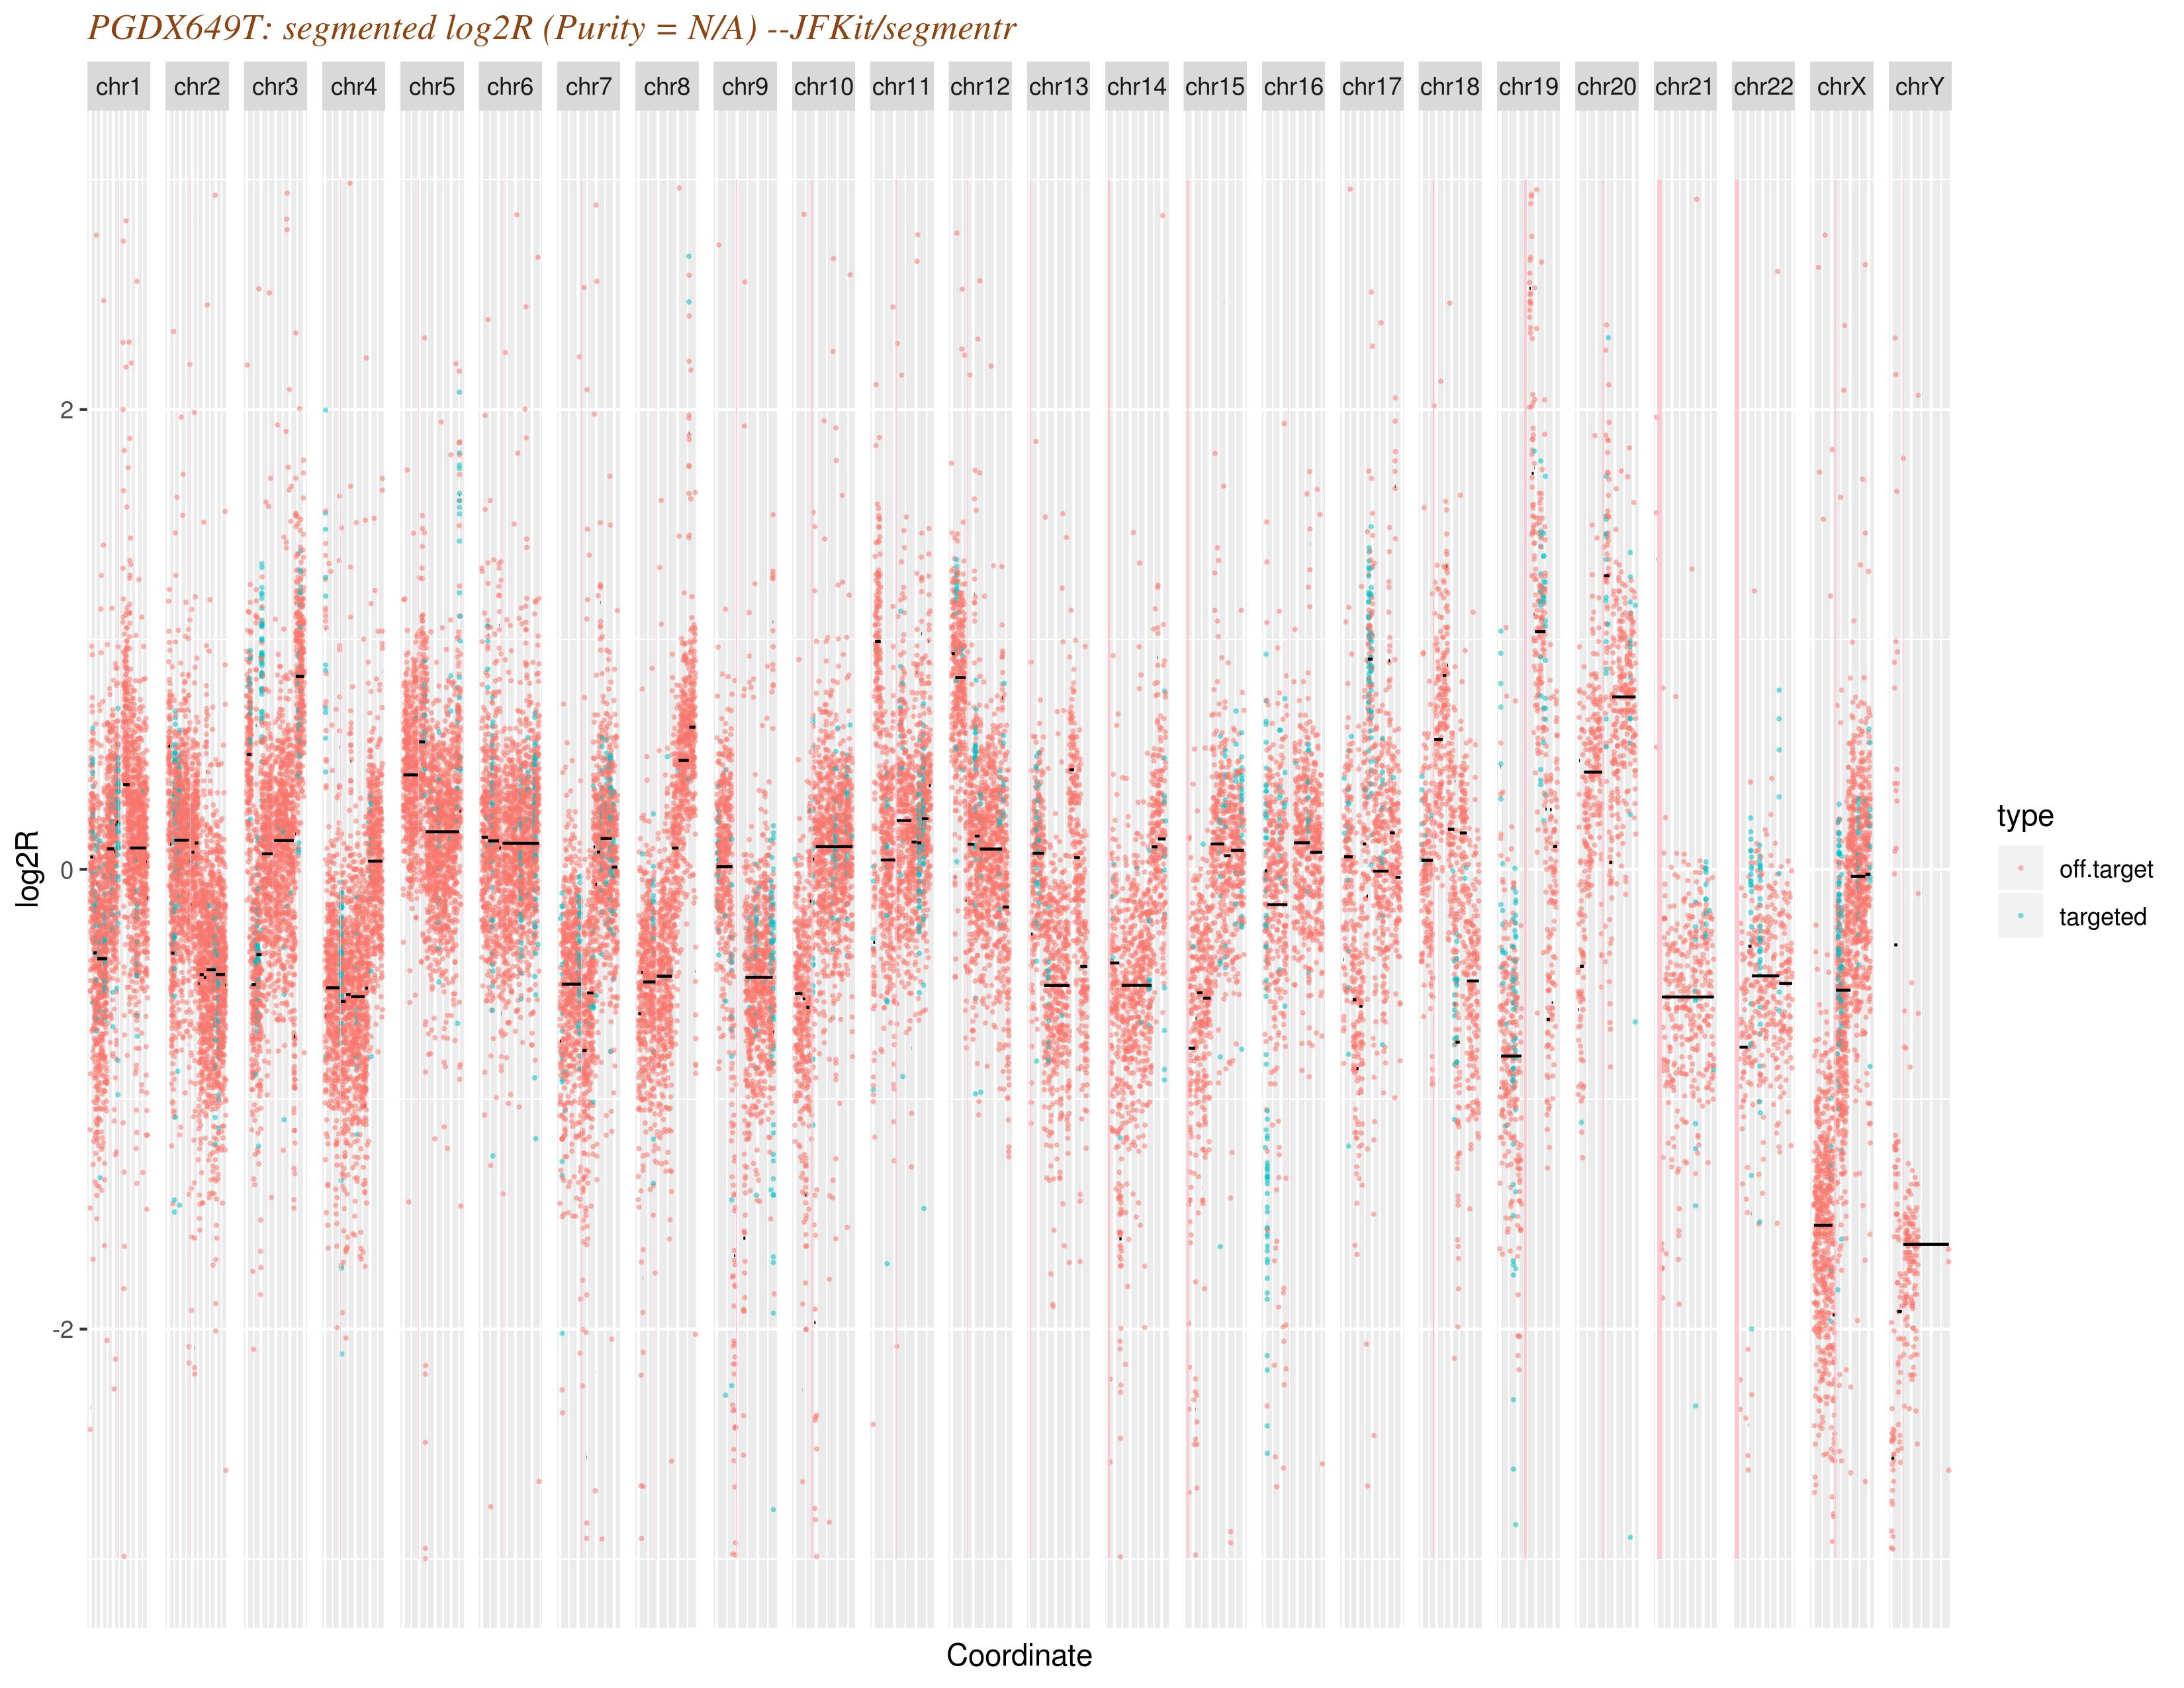 PGDX649T: segmented log2R (Purity = N/A) --JFKit/segmentr
chr1 chr2 chr3 chr4 chr5 chr6 chr7 chr8 chr9 chr10 chr11 chr12 chr13 chr14 chr15 chr16 chr17 chr18 chr19 chr20 chr21 chr22 chrX chrY
2
0
-2
log2R
Coordinate
type
off.target
targeted